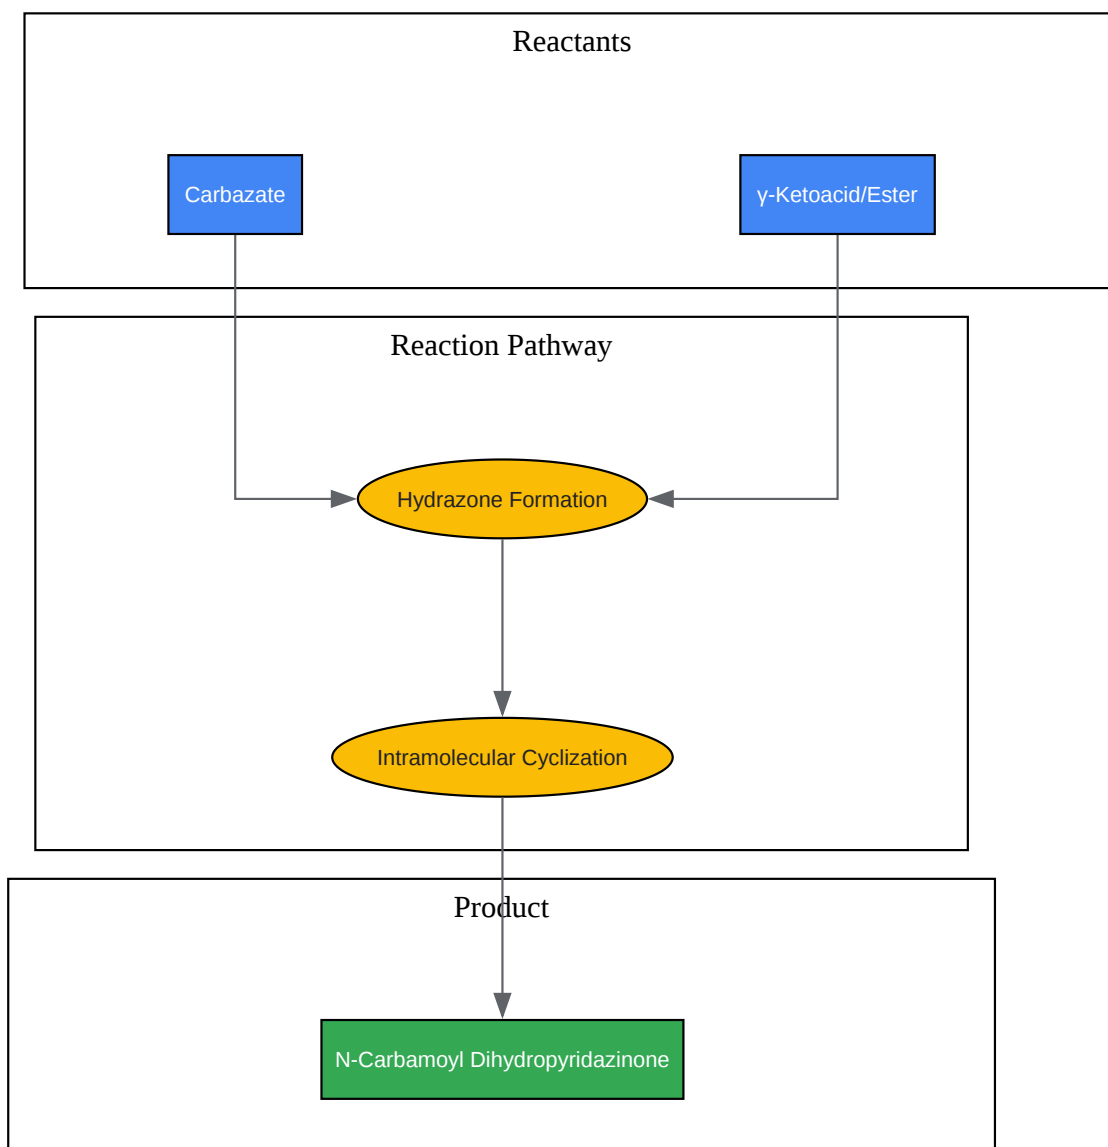 Reactants
Carbazate
γ-Ketoacid/Ester
Reaction Pathway
Hydrazone Formation
Intramolecular Cyclization
Product
N-Carbamoyl Dihydropyridazinone